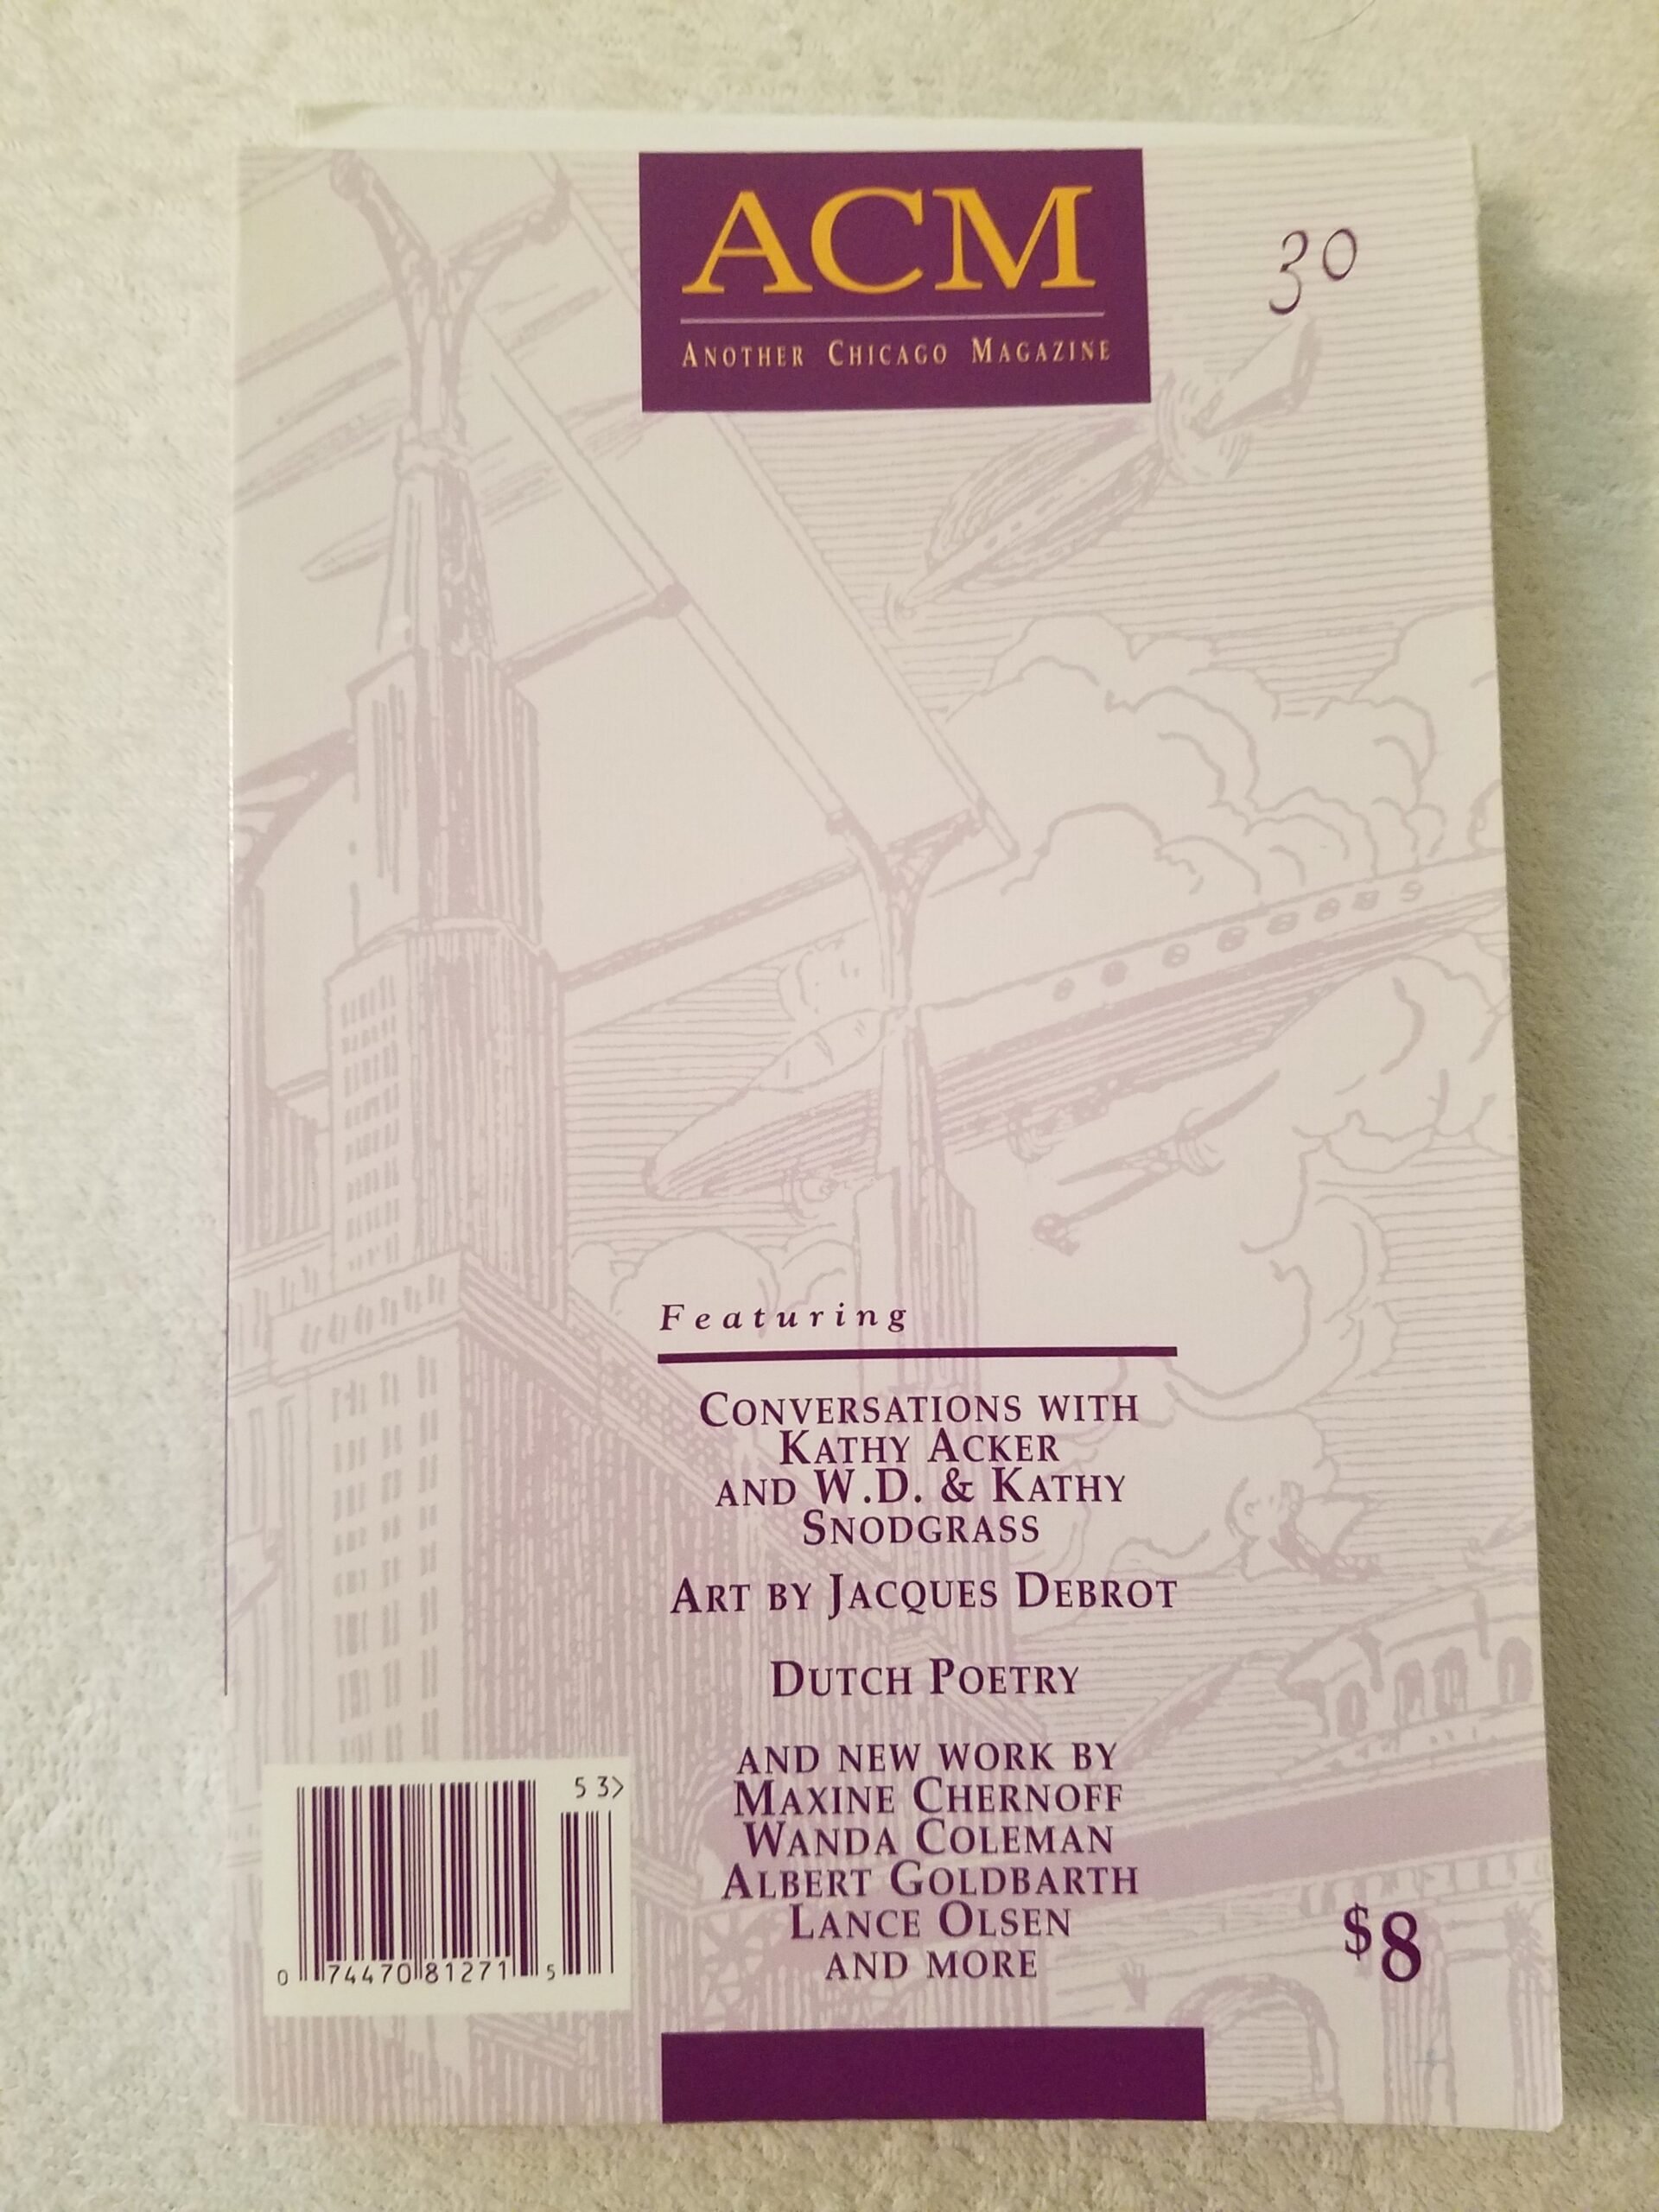 ACM
ANOTHER CHICAGO MAGAZINE
30
Featuring
CONVERSATIONS WITH
KATHY ACKER
AND W.D. & KATHY
SNODGRASS
ART BY JACQUES DEBROT
DUTCH POETRY
AND NEW WORK BY
MAXINE CHERNOFF
WANDA COLEMAN
ALBERT GOLDBARTH
LANCE OLSEN
AND MORE
$8
53>
0 74470 81271 5